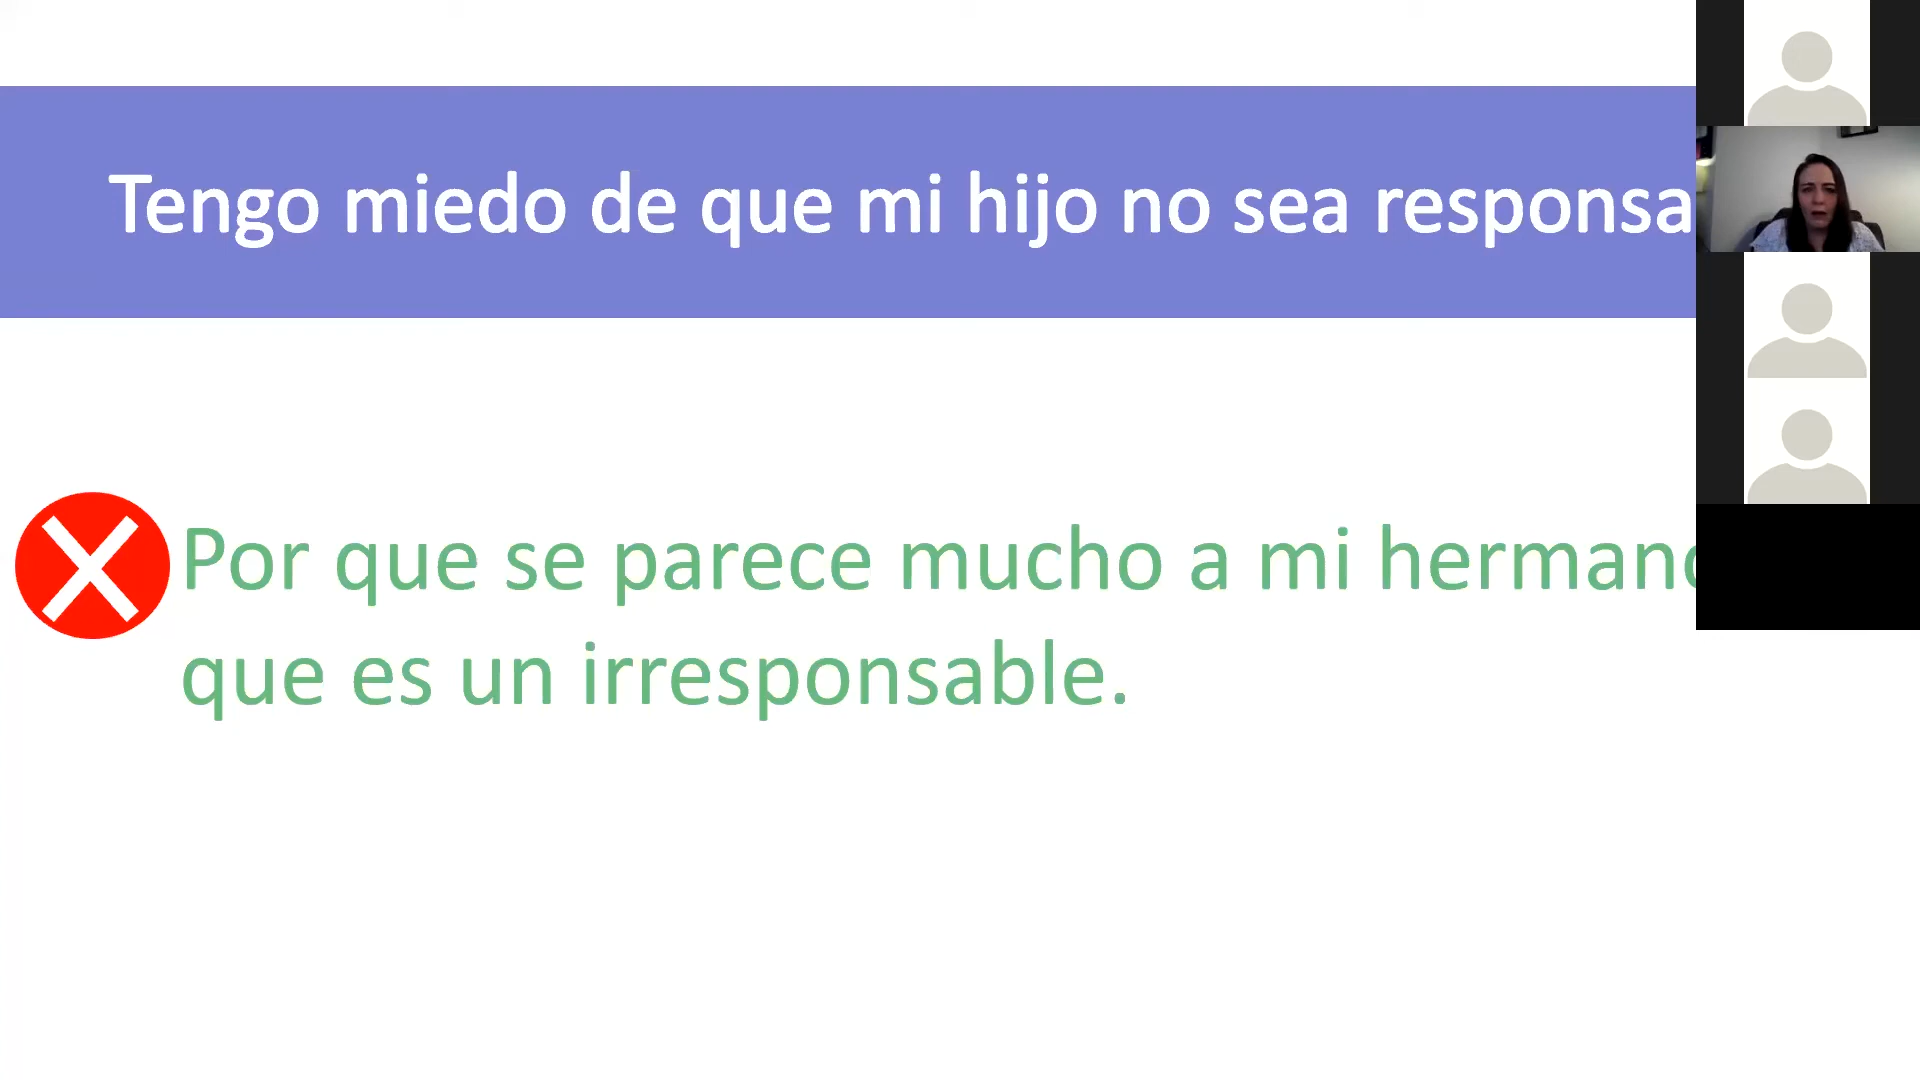 Tengo miedo de que mi hijo no sea responsa
Por que se parece mucho a mi herman
que es un irresponsable.